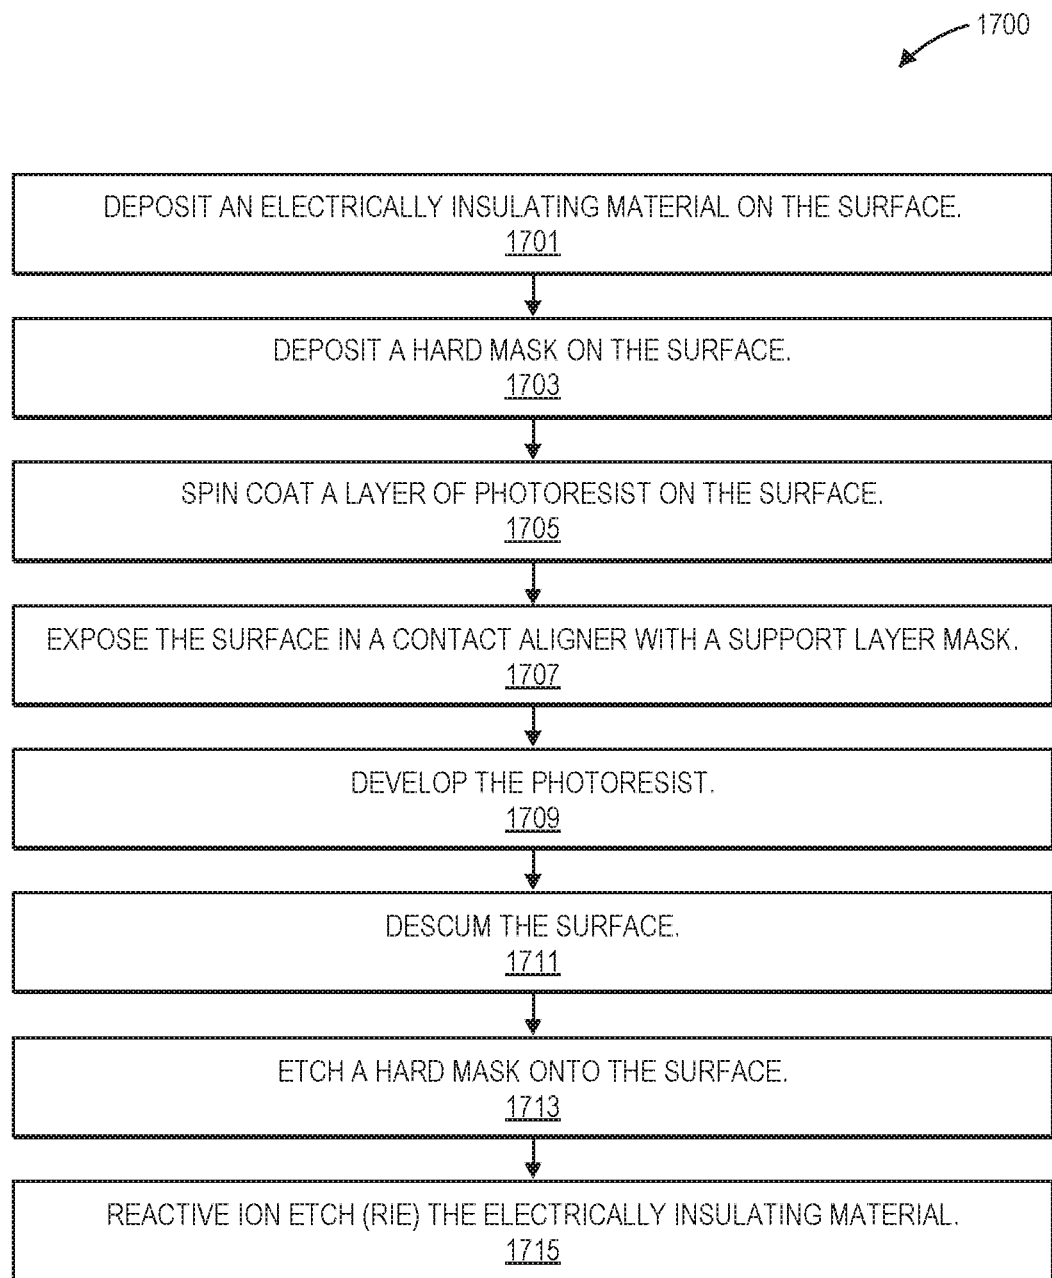 1700
DEPOSIT AN ELECTRICALLY INSULATING MATERIAL ON THE SURFACE.
1701
DEPOSIT A HARD MASK ON THE SURFACE.
1703
SPIN COAT A LAYER OF PHOTORESIST ON THE SURFACE.
1705
EXPOSE THE SURFACE IN A CONTACT ALIGNER WITH A SUPPORT LAYER MASK.
1707
DEVELOP THE PHOTORESIST.
1709
DESCUM THE SURFACE.
1711
ETCH A HARD MASK ONTO THE SURFACE.
1713
REACTIVE ION ETCH (RIE) THE ELECTRICALLY INSULATING MATERIAL.
1715